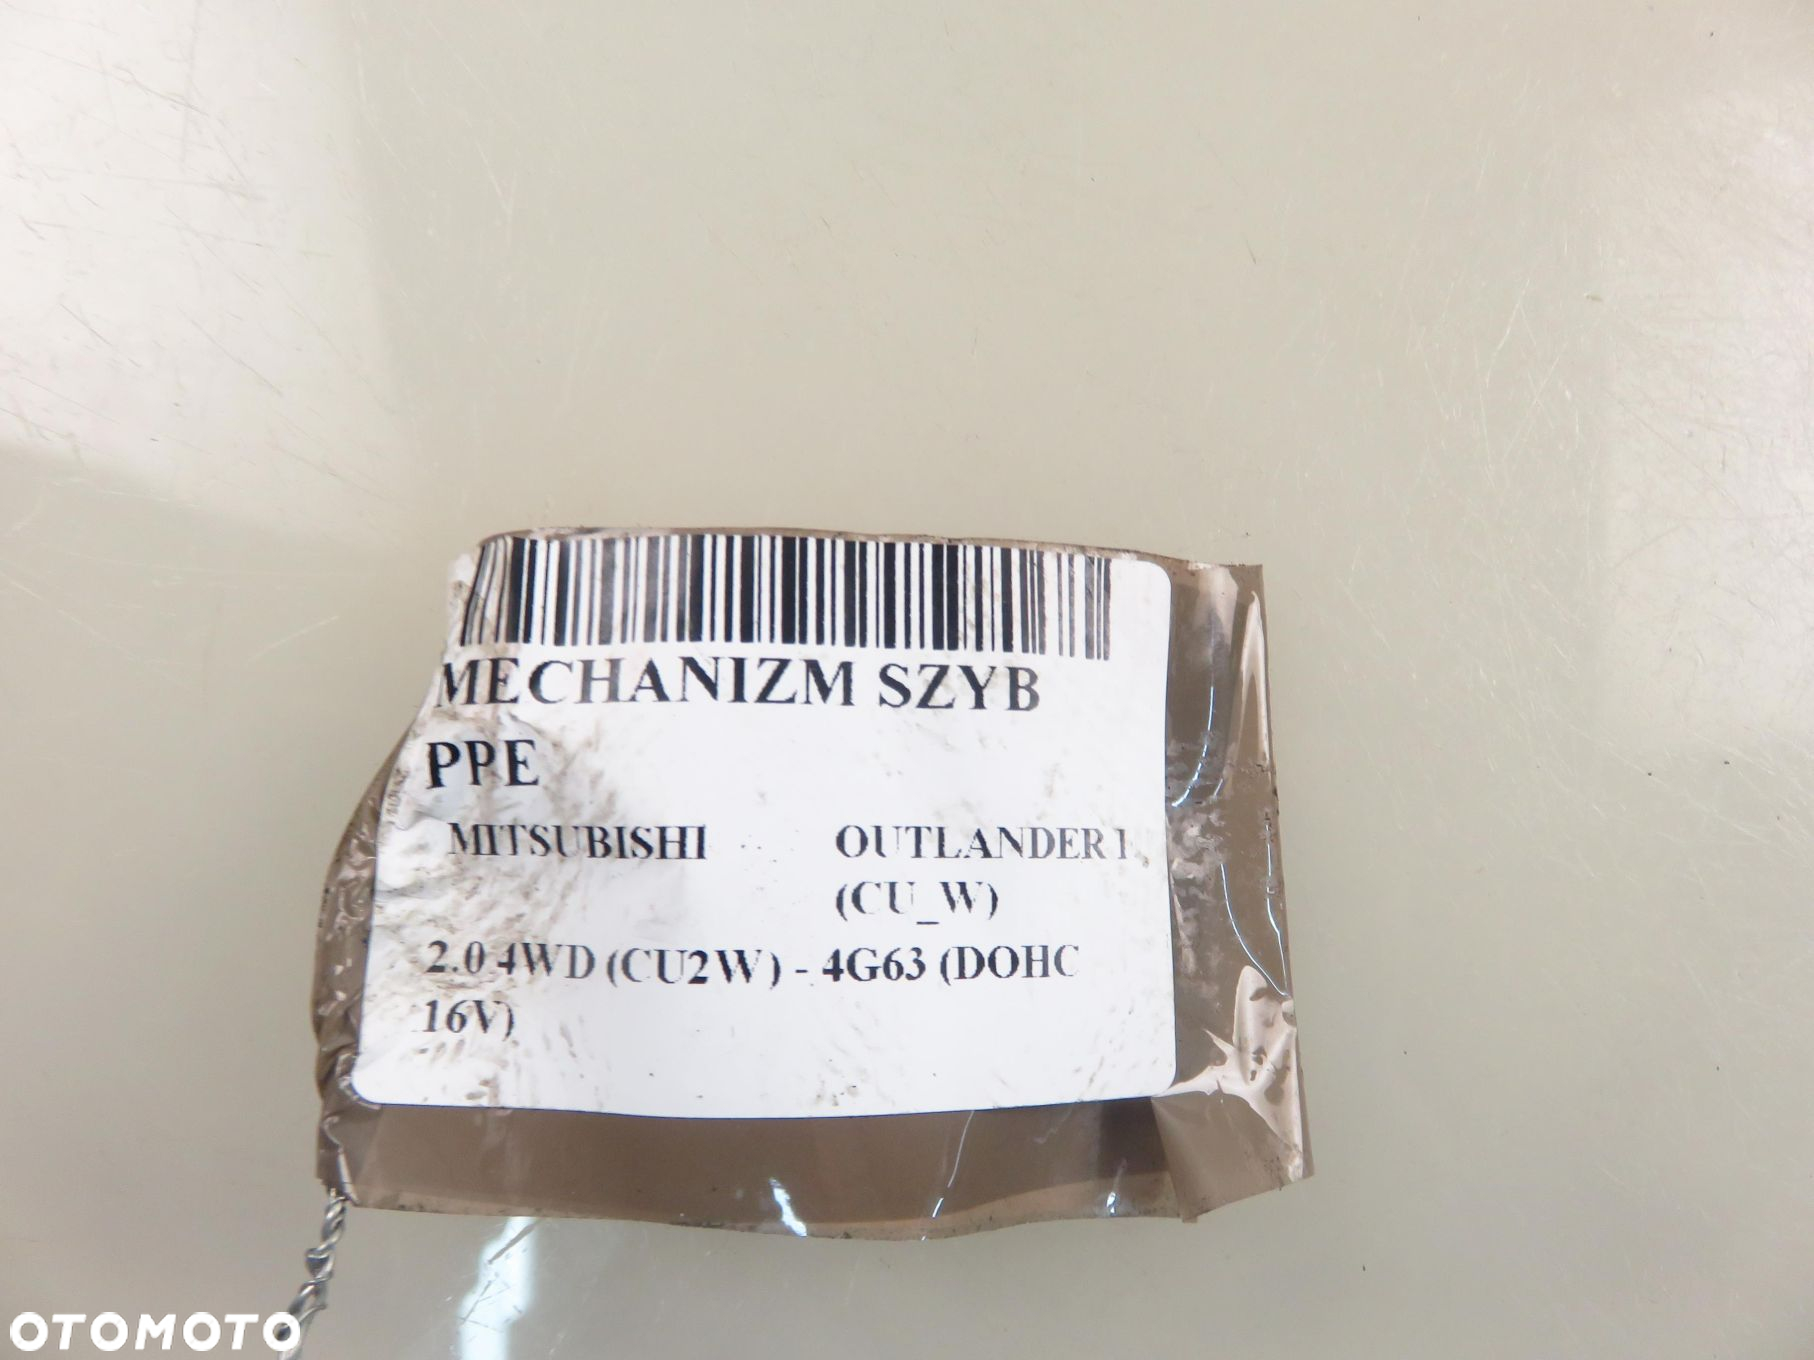 MECHANIZM SZYB
PPE
MITSUBISHI OUTLANDER I
(CU_W)
2.0 4WD (CU2W) - 4G63 (DOHC
16V)
OTOMOTO